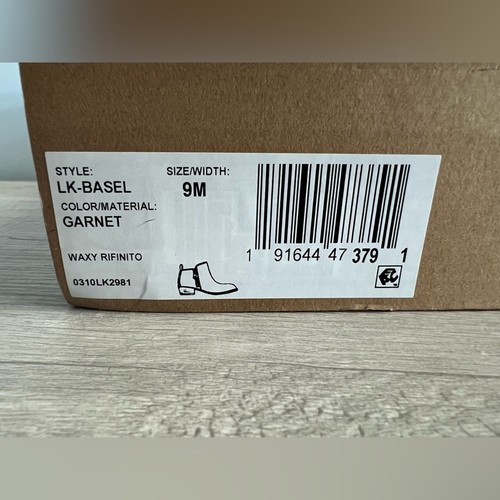 STYLE: SIZE/WIDTH:
LK-BASEL 9M
COLOR/MATERIAL:
GARNET
WAXY RIFINITO
0310LK2981
1 91644 47 379 1